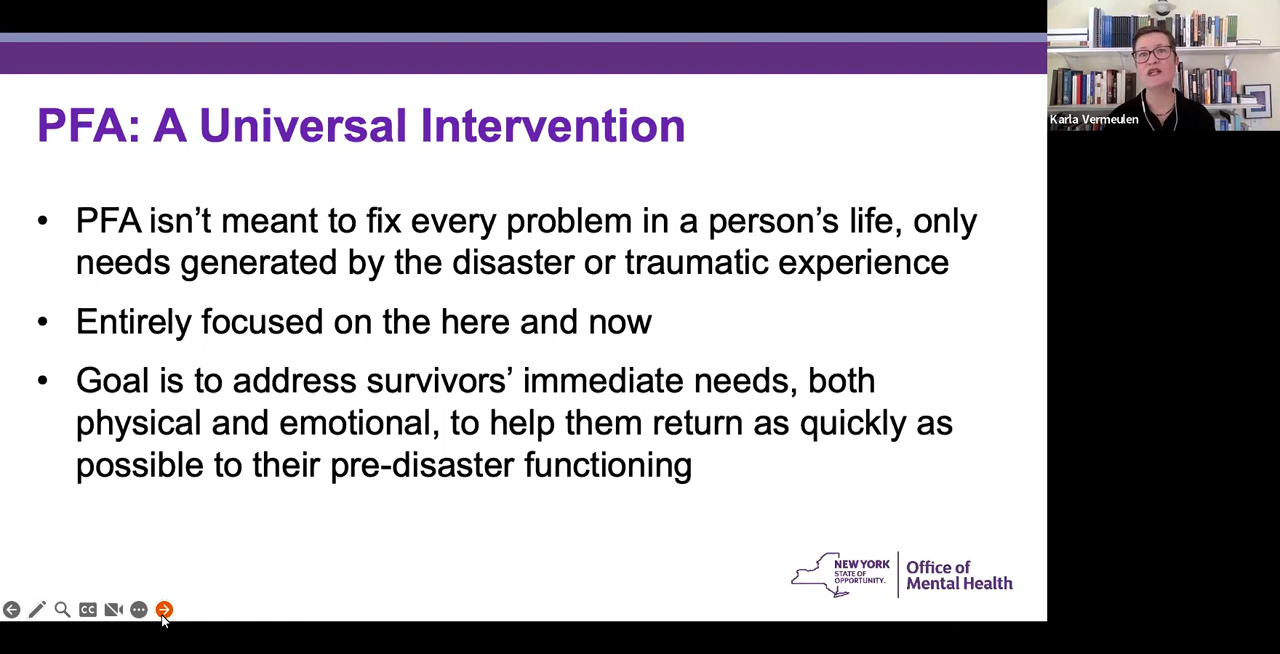 PFA: A Universal Intervention
• PFA isn’t meant to fix every problem in a person’s life, only
needs generated by the disaster or traumatic experience
• Entirely focused on the here and now
• Goal is to address survivors’ immediate needs, both
physical and emotional, to help them return as quickly as
possible to their pre-disaster functioning
NEW YORK
STATE OF
OPPORTUNITY.
Office of
Mental Health
CC
Karla Vermeulen